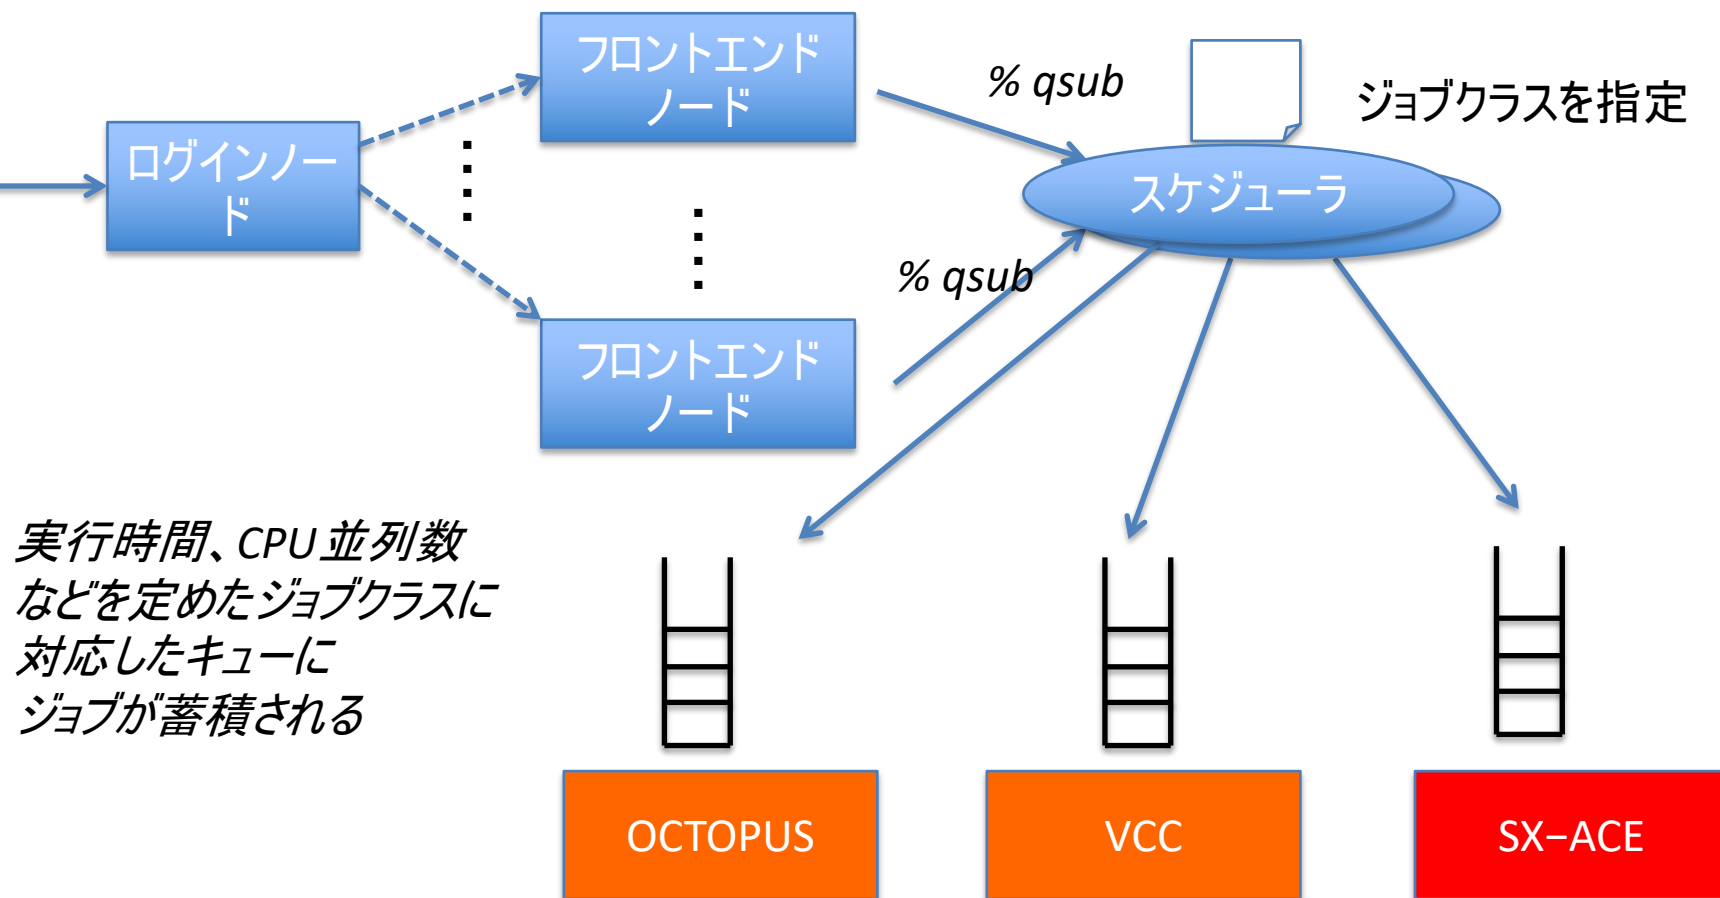 フロントエンド
ノード
% qsub
ジョブクラスを指定
ログインノー
ド
スケジューラ
% qsub
フロントエンド
ノード
実行時間、CPU並列数
などを定めたジョブクラスに
対応したキューに
ジョブが蓄積される
OCTOPUS
VCC
SX-ACE